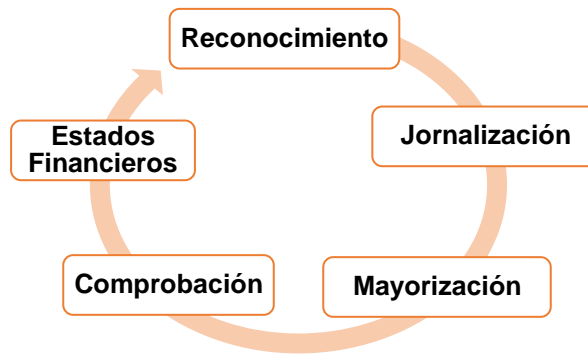 Reconocimiento
Jornalización
Mayorización
Comprobación
Estados
Financieros